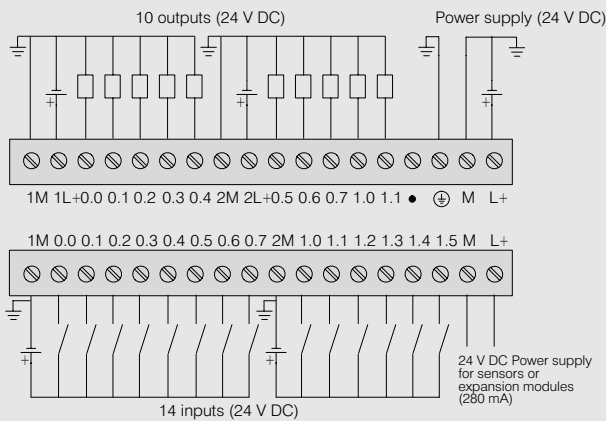 10 outputs (24 V DC)
Power supply (24 V DC)
+ + +
1M 1L+ 0.0 0.1 0.2 0.3 0.4 2M 2L+ 0.5 0.6 0.7 1.0 1.1 • M L+
1M 0.0 0.1 0.2 0.3 0.4 0.5 0.6 0.7 2M 1.0 1.1 1.2 1.3 1.4 1.5 M L+
+ +
24 V DC Power supply
for sensors or
expansion modules
(280 mA)
14 inputs (24 V DC)